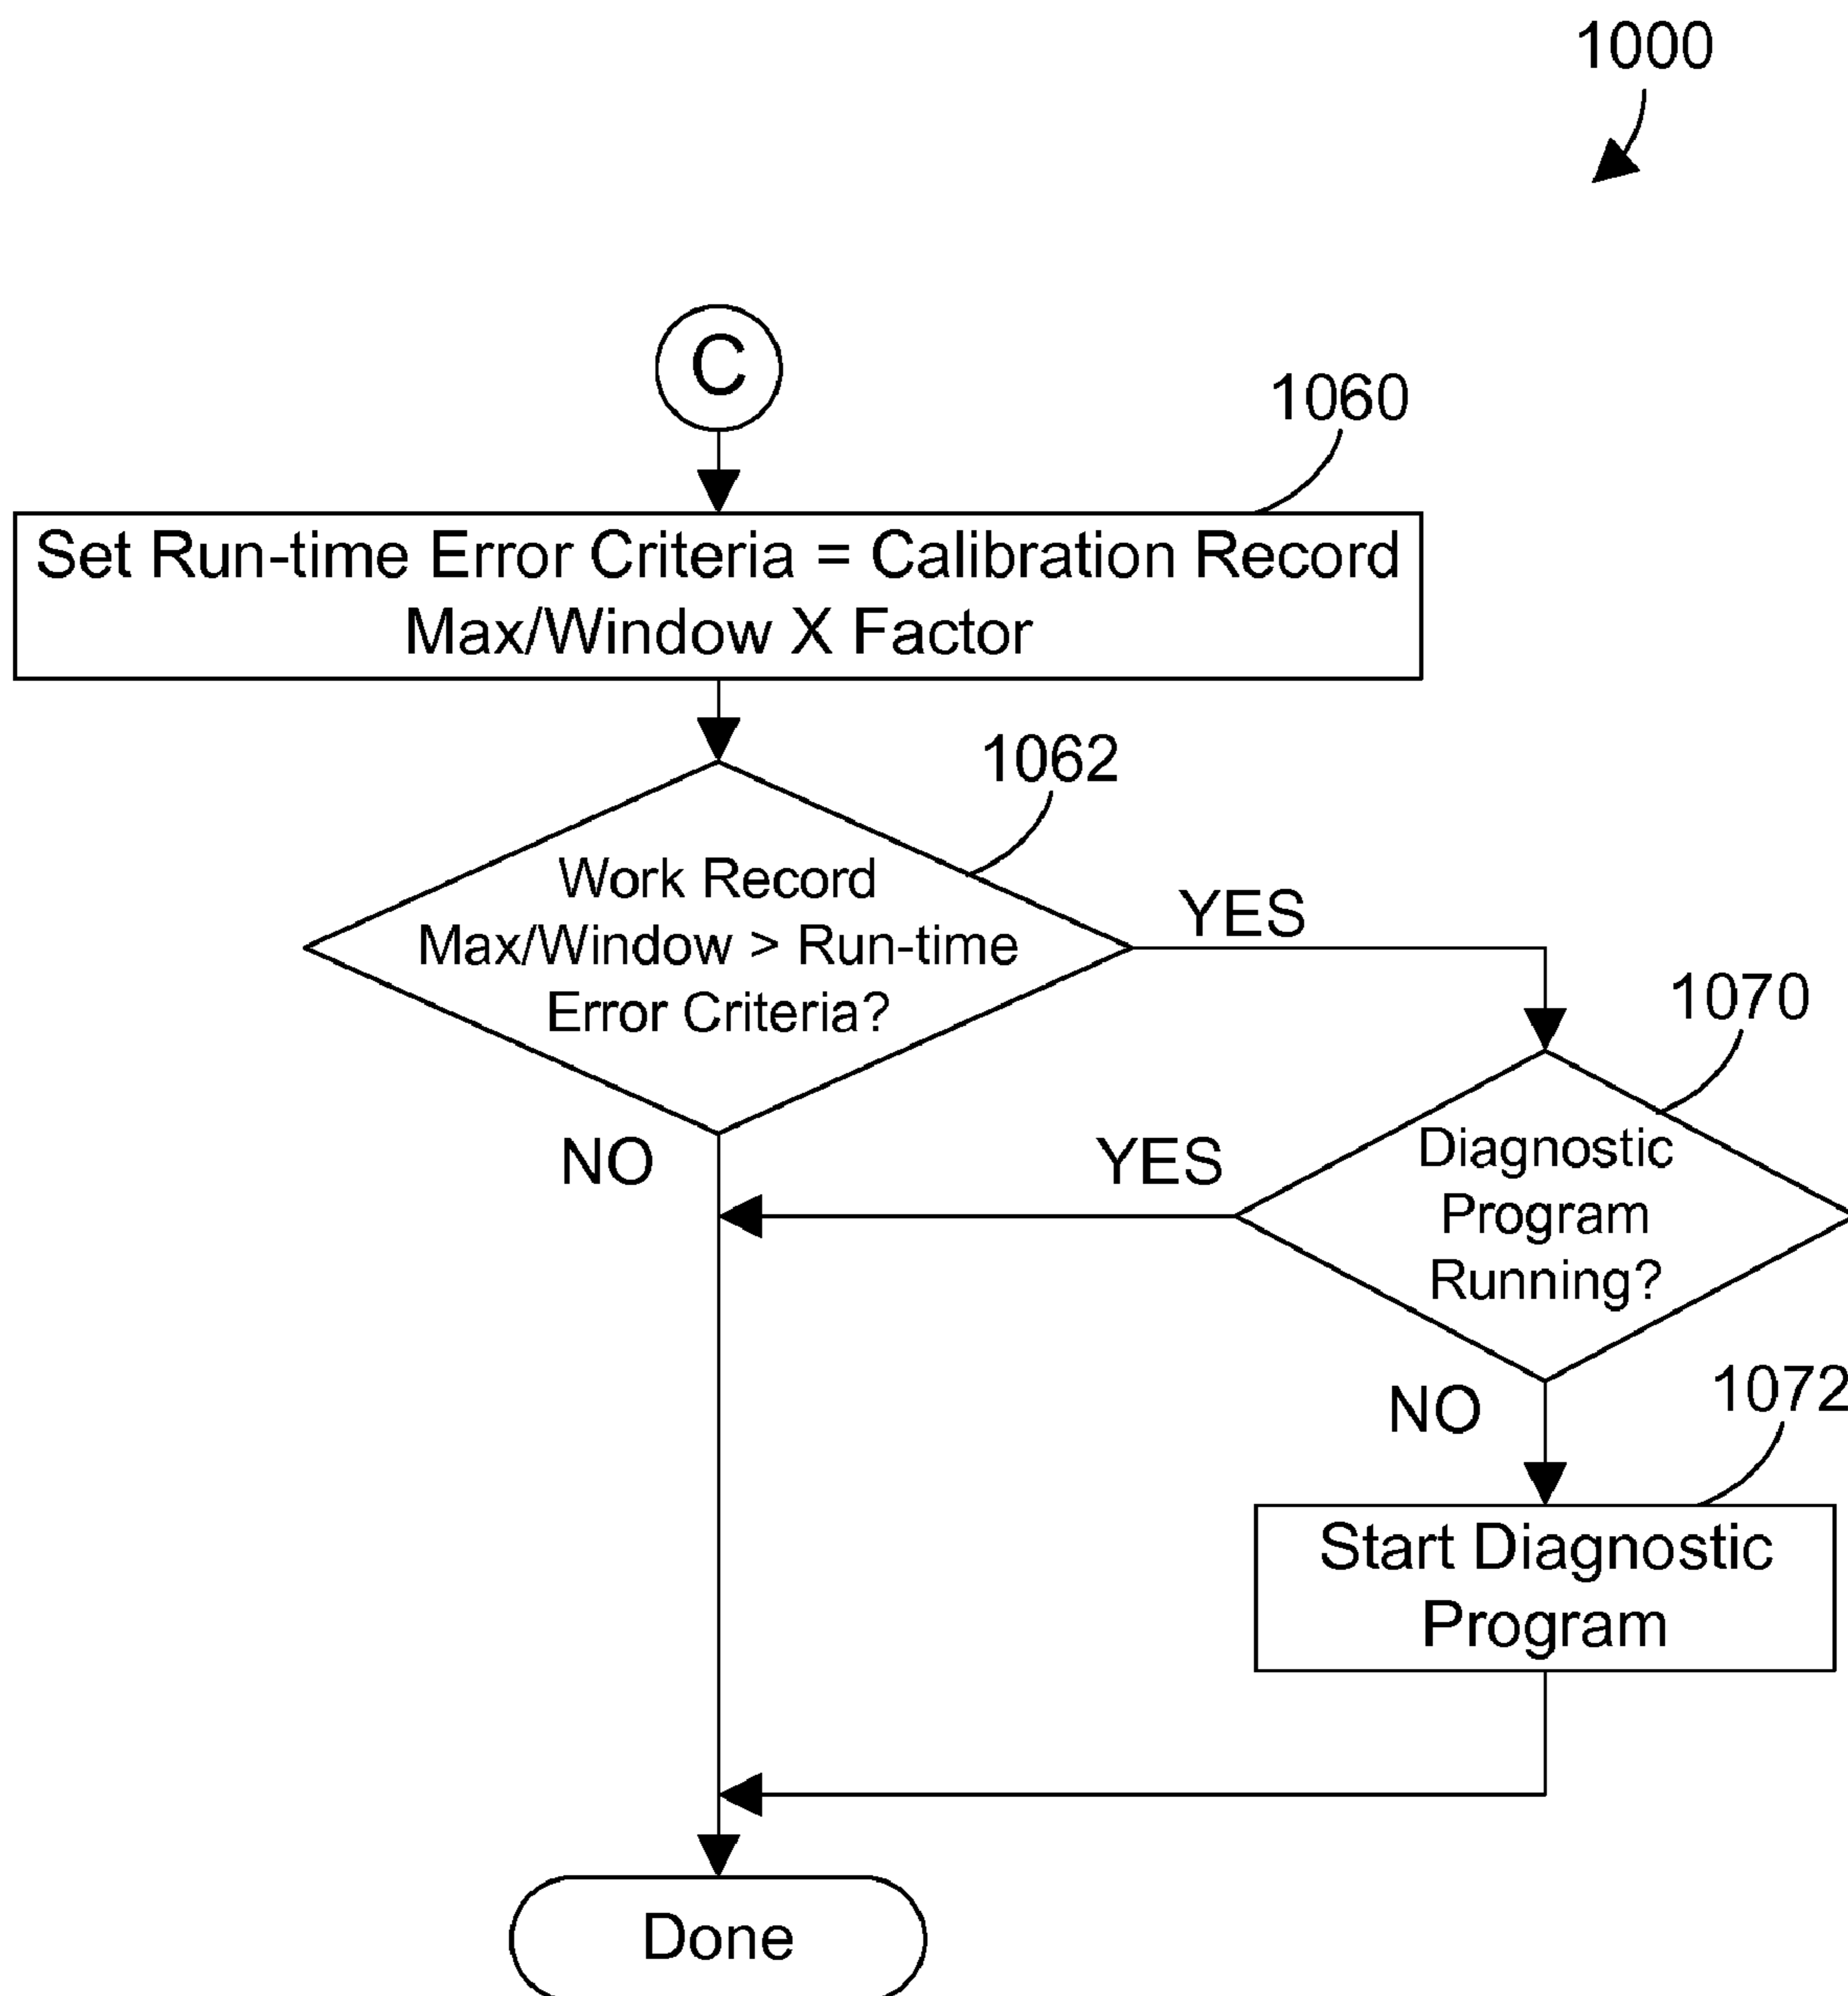 1000
C
1060
Set Run-time Error Criteria = Calibration Record
Max/Window X Factor
1062
Work Record
Max/Window > Run-time
Error Criteria?
YES
1070
NO
YES
Diagnostic
Program
Running?
NO
1072
Start Diagnostic
Program
Done